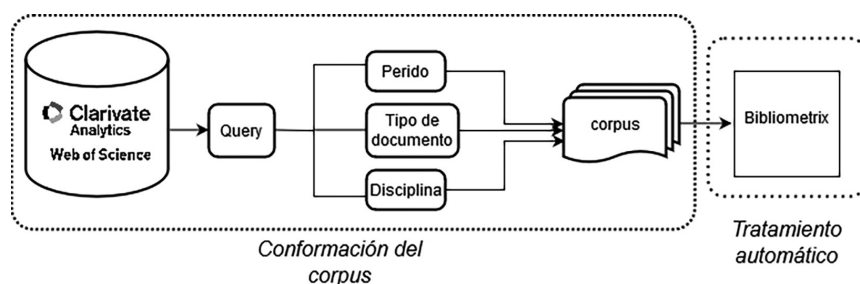 Clarivate
Analytics
Web of Science
Query
Perido
Tipo de
documento
Disciplina
corpus
Bibliometrix
Conformación del
corpus
Tratamiento
automático